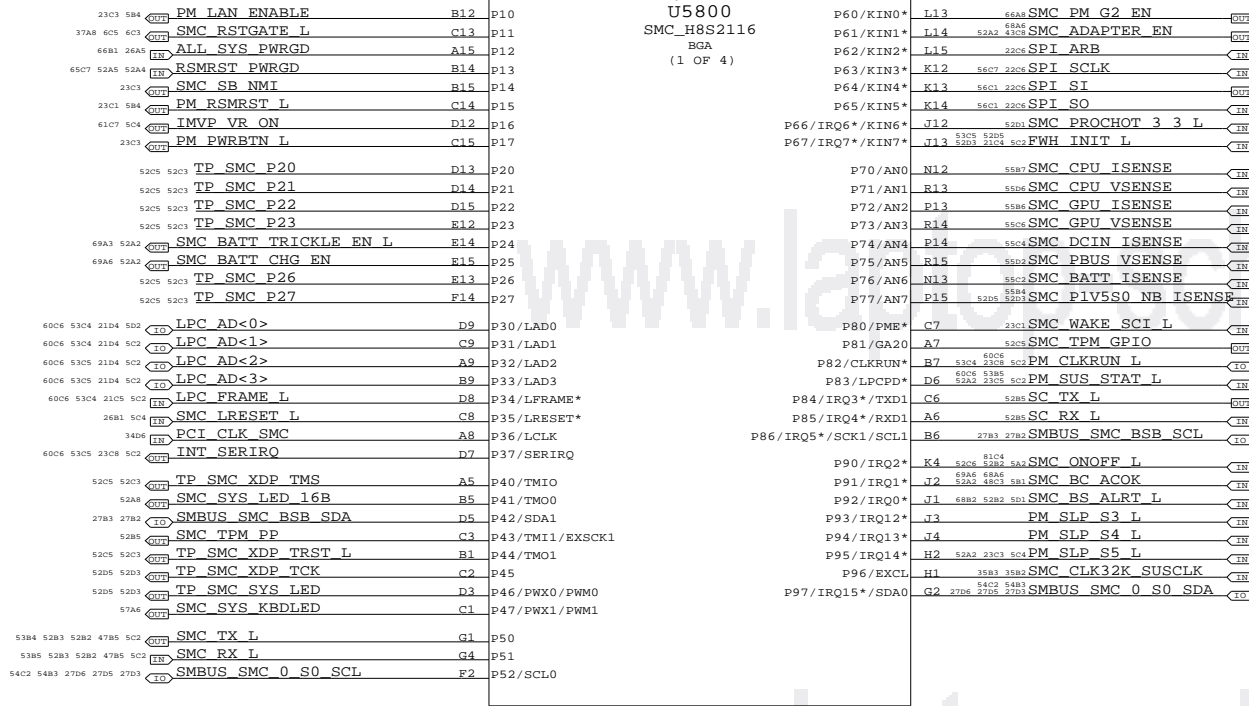 U5800
SMC_H8S2116
BGA
(1 OF 4)
23C3 5B4 OUT PM_LAN_ENABLE B12 P10
37A8 6C5 6C3 OUT SMC_RSTGATE_L C13 P11
66B1 26A5 IN ALL_SYS_PWRGD A15 P12
65C7 52A5 52A4 IN RSMRST_PWRGD B14 P13
23C3 OUT SMC_SB_NMI B15 P14
23C1 5B4 OUT PM_RSMRST_L C14 P15
61C7 5C4 OUT IMVP_VR_ON D12 P16
23C3 OUT PM_PWRBTN_L C15 P17
52C5 52C3 TP_SMC_P20 D13 P20
52C5 52C3 TP_SMC_P21 D14 P21
52C5 52C3 TP_SMC_P22 D15 P22
52C5 52C3 TP_SMC_P23 E12 P23
69A3 52A2 OUT SMC_BATT_TRICKLE_EN_L E14 P24
69A6 52A2 OUT SMC_BATT_CHG_EN E15 P25
52C5 52C3 TP_SMC_P26 E13 P26
52C5 52C3 TP_SMC_P27 F14 P27
60C6 53C4 21D4 5D2 IO LPC_AD<0> D9 P30/LAD0
60C6 53C4 21D4 5C2 IO LPC_AD<1> C9 P31/LAD1
60C6 53C5 21D4 5C2 IO LPC_AD<2> A9 P32/LAD2
60C6 53C5 21D4 5C2 IO LPC_AD<3> B9 P33/LAD3
60C6 53C4 21C5 5C2 IN LPC_FRAME_L D8 P34/LFRAME*
26B1 5C4 IN SMC_LRESET_L C8 P35/LRESET*
34D6 IN PCI_CLK_SMC A8 P36/LCLK
60C6 53C5 23C8 5C2 OUT INT_SERIRQ D7 P37/SERIRQ
52C5 52C3 OUT TP_SMC_XDP_TMS A5 P40/TMIO
52A8 OUT SMC_SYS_LED_16B B5 P41/TMO0
27B3 27B2 IO SMBUS_SMC_BSB_SDA D5 P42/SDA1
52B5 OUT SMC_TPM_PP C3 P43/TMI1/EXSCK1
52C5 52C3 OUT TP_SMC_XDP_TRST_L B1 P44/TMO1
52D5 52D3 OUT TP_SMC_XDP_TCK C2 P45
52D5 52D3 OUT TP_SMC_SYS_LED D3 P46/PWX0/PWM0
57A6 OUT SMC_SYS_KBDLED C1 P47/PWX1/PWM1
53B4 52B3 52B2 47B5 5C2 OUT SMC_TX_L G1 P50
53B5 52B3 52B2 47B5 5C2 IN SMC_RX_L G4 P51
54C2 54B3 27D6 27D5 27D3 IO SMBUS_SMC_0_S0_SCL F2 P52/SCL0
P60/KIN0* L13 66A8 SMC_PM_G2_EN OUT
68A6
P61/KIN1* L14 52A2 43C8 SMC_ADAPTER_EN OUT
P62/KIN2* L15 22C6 SPI_ARB IN
P63/KIN3* K12 56C7 22C6 SPI_SCLK IN
P64/KIN4* K13 56C1 22C6 SPI_SI OUT
P65/KIN5* K14 56C1 22C6 SPI_SO IN
P66/IRQ6*/KIN6* J12 52D1 SMC_PROCHOT_3_3_L IN
53C5 52D5
P67/IRQ7*/KIN7* J13 52D3 21C4 5C2 FWH_INIT_L IN
P70/AN0 N12 55B7 SMC_CPU_ISENSE IN
P71/AN1 R13 55D6 SMC_CPU_VSENSE IN
P72/AN2 P13 55B6 SMC_GPU_ISENSE IN
P73/AN3 R14 55C6 SMC_GPU_VSENSE IN
P74/AN4 P14 55C4 SMC_DCIN_ISENSE IN
P75/AN5 R15 55D2 SMC_PBUS_VSENSE IN
P76/AN6 N13 55C2 SMC_BATT_ISENSE IN
55B4
P77/AN7 P15 52D5 52D3 SMC_P1V5S0_NB_ISENSE IN
P80/PME* C7 23C1 SMC_WAKE_SCI_L IN
P81/GA20 A7 52C5 SMC_TPM_GPIO OUT
60C6
P82/CLKRUN* B7 53C4 23C8 5C2 PM_CLKRUN_L IO
60C6 53B5
P83/LPCPD* D6 52A2 23C5 5C2 PM_SUS_STAT_L IN
P84/IRQ3*/TXD1 C6 52B5 SC_TX_L OUT
P85/IRQ4*/RXD1 A6 52B5 SC_RX_L IN
P86/IRQ5*/SCK1/SCL1 B6 27B3 27B2 SMBUS_SMC_BSB_SCL IO
81C4
P90/IRQ2* K4 52C6 52B2 5A2 SMC_ONOFF_L IN
69A6 68A6
P91/IRQ1* J2 52A2 48C3 5B1 SMC_BC_ACOK IN
P92/IRQ0* J1 68B2 52B2 5D1 SMC_BS_ALRT_L IN
P93/IRQ12* J3 PM_SLP_S3_L IN
P94/IRQ13* J4 PM_SLP_S4_L IN
P95/IRQ14* H2 52A2 23C3 5C4 PM_SLP_S5_L IN
P96/EXCL H1 35B3 35B2 SMC_CLK32K_SUSCLK IN
54C2 54B3
P97/IRQ15*/SDA0 G2 27D6 27D5 27D3 SMBUS_SMC_0_S0_SDA IO